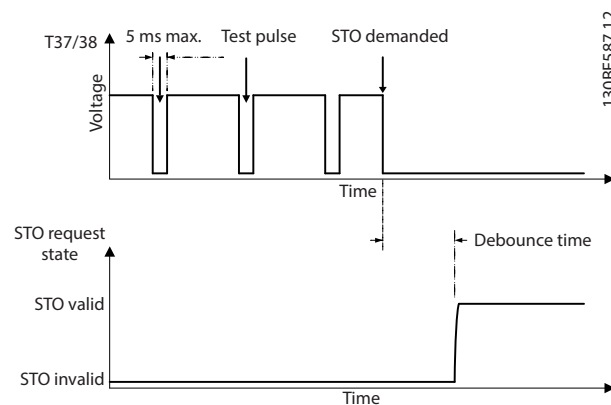 T37/38
5 ms max.
Test pulse
STO demanded
130BE587.12
Voltage
Time
STO request
state
Debounce time
STO valid
STO invalid
Time